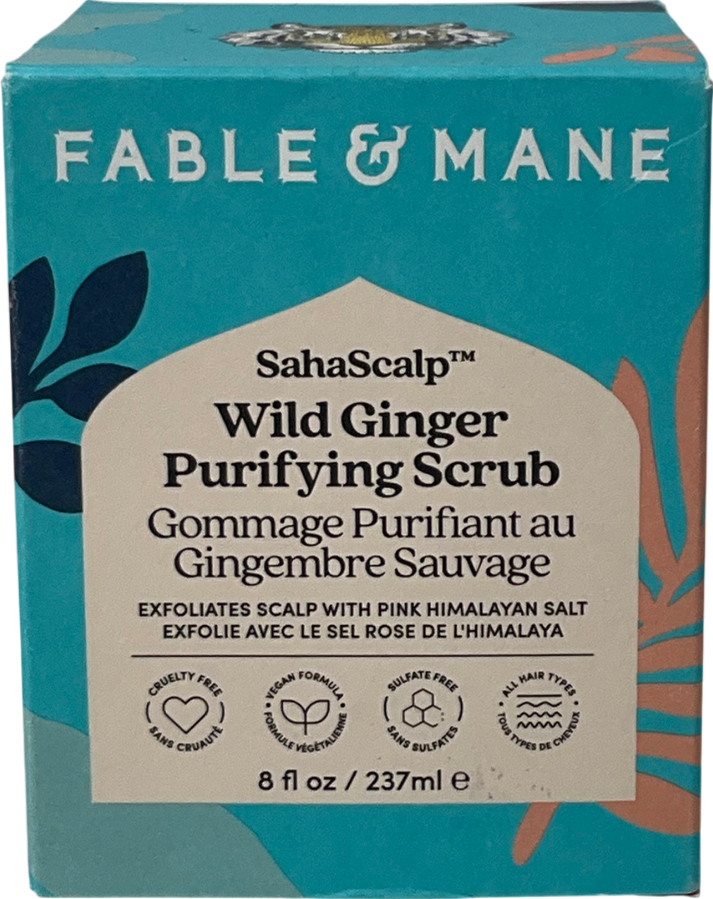 FABLE & MANE
SahaScalp™
Wild Ginger
Purifying Scrub
Gommage Purifiant au
Gingembre Sauvage
EXFOLIATES SCALP WITH PINK HIMALAYAN SALT
EXFOLIE AVEC LE SEL ROSE DE L'HIMALAYA
CRUELTY FREE
SANS CRUAUTÉ
VEGAN FORMULA
FORMULE VÉGÉTALIENNE
SULFATE FREE
SANS SULFATES
ALL HAIR TYPES
TOUS TYPES DE CHEVEUX
8 fl oz / 237ml ℮